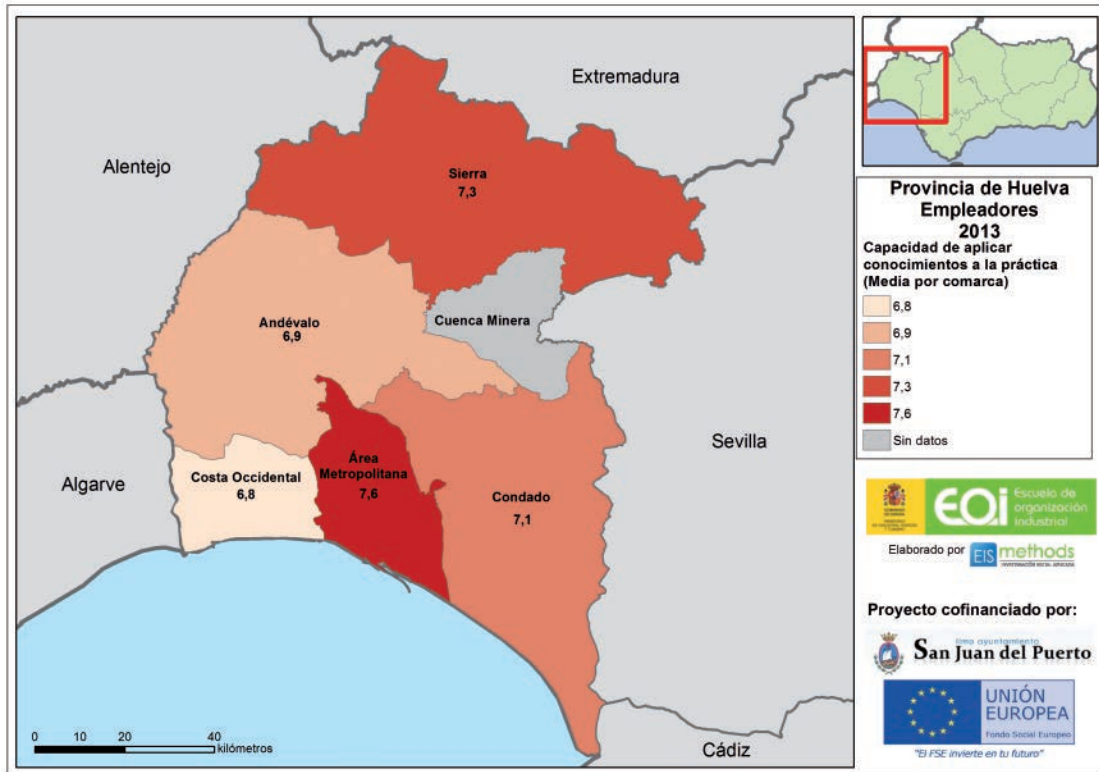 Extremadura
Alentejo
Sierra
7,3
Cuenca Minera
Andévalo
6,9
Sevilla
Área
Metropolitana
7,6
Costa Occidental
6,8
Algarve
Condado
7,1
0 10 20 40
kilómetros
Cádiz
Provincia de Huelva
Empleadores
2013
Capacidad de aplicar
conocimientos a la práctica
(Media por comarca)
6,8
6,9
7,1
7,3
7,6
Sin datos
EOi
Escuela de
organización
industrial
Elaborado por EIS methods
INVESTIGACIÓN SOCIAL APLICADA
Proyecto cofinanciado por:
San Juan del Puerto
UNIÓN
EUROPEA
Fondo Social Europeo
"El FSE invierte en tu futuro"